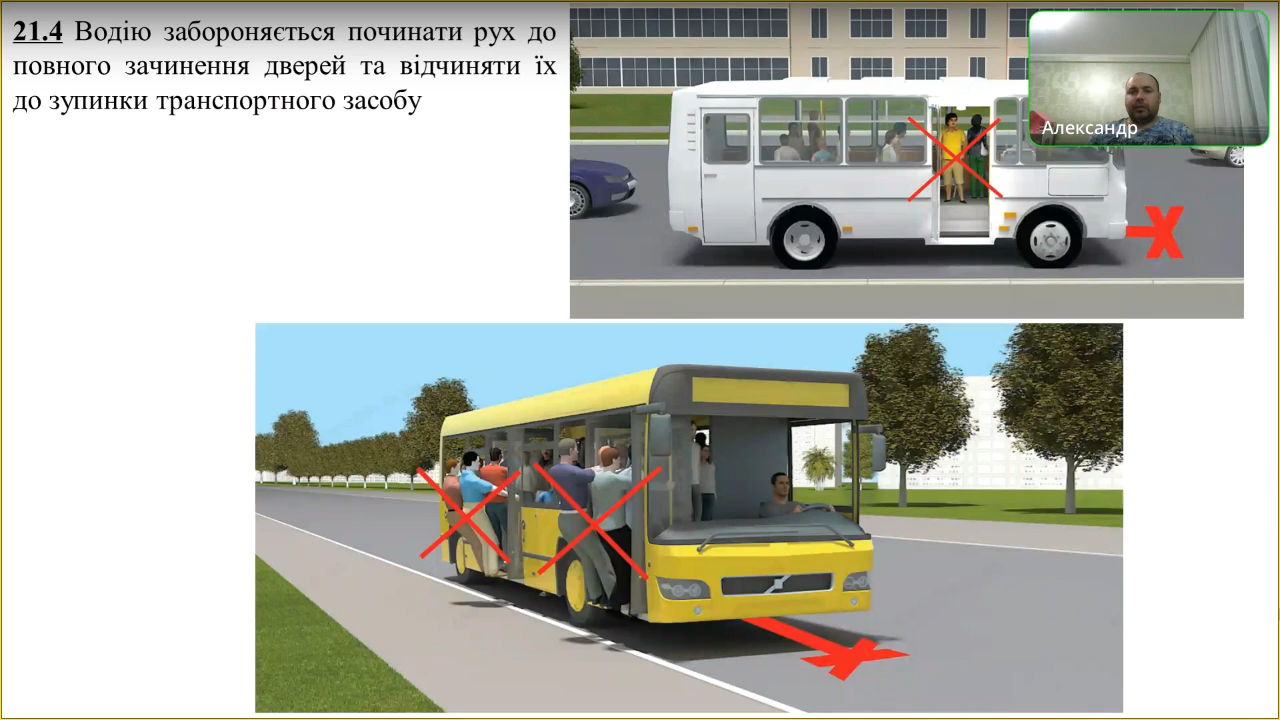 21.4 Водію забороняється починати рух до
повного зачинення дверей та відчиняти їх
до зупинки транспортного засобу
Александр